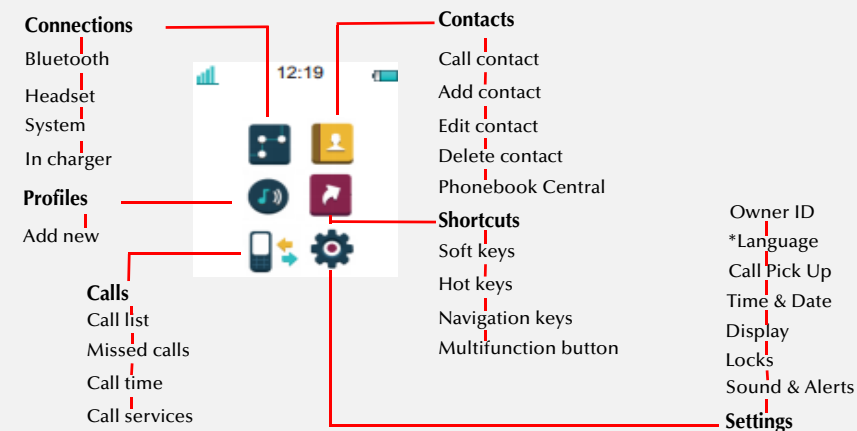 Connections
Bluetooth
Headset
System
In charger
Profiles
Add new
Calls
Call list
Missed calls
Call time
Call services
12:19
Contacts
Call contact
Add contact
Edit contact
Delete contact
Phonebook Central
Shortcuts
Soft keys
Hot keys
Navigation keys
Multifunction button
Owner ID
*Language
Call Pick Up
Time & Date
Display
Locks
Sound & Alerts
Settings